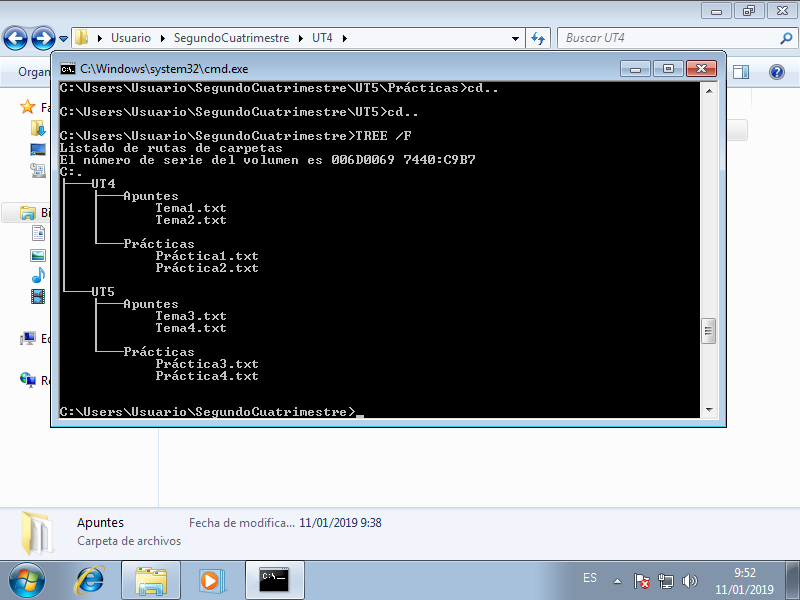 Usuario SegundoCuatrimestre UT4
Buscar UT4
Organ
C:\Windows\system32\cmd.exe
C:\Users\Usuario\SegundoCuatrimestre\UT5\Prácticas>cd..
C:\Users\Usuario\SegundoCuatrimestre\UT5>cd..
C:\Users\Usuario\SegundoCuatrimestre>TREE /F
Listado de rutas de carpetas
El número de serie del volumen es 006D0069 7440:C9B7
C:.
├───UT4
│   ├───Apuntes
│   │       Tema1.txt
│   │       Tema2.txt
│   └───Prácticas
│           Práctica1.txt
│           Práctica2.txt
└───UT5
    ├───Apuntes
    │       Tema3.txt
    │       Tema4.txt
    └───Prácticas
            Práctica3.txt
            Práctica4.txt
C:\Users\Usuario\SegundoCuatrimestre>_
Fa
Bi
Ec
Re
Apuntes Fecha de modifica... 11/01/2019 9:38
Carpeta de archivos
ES
9:52
11/01/2019